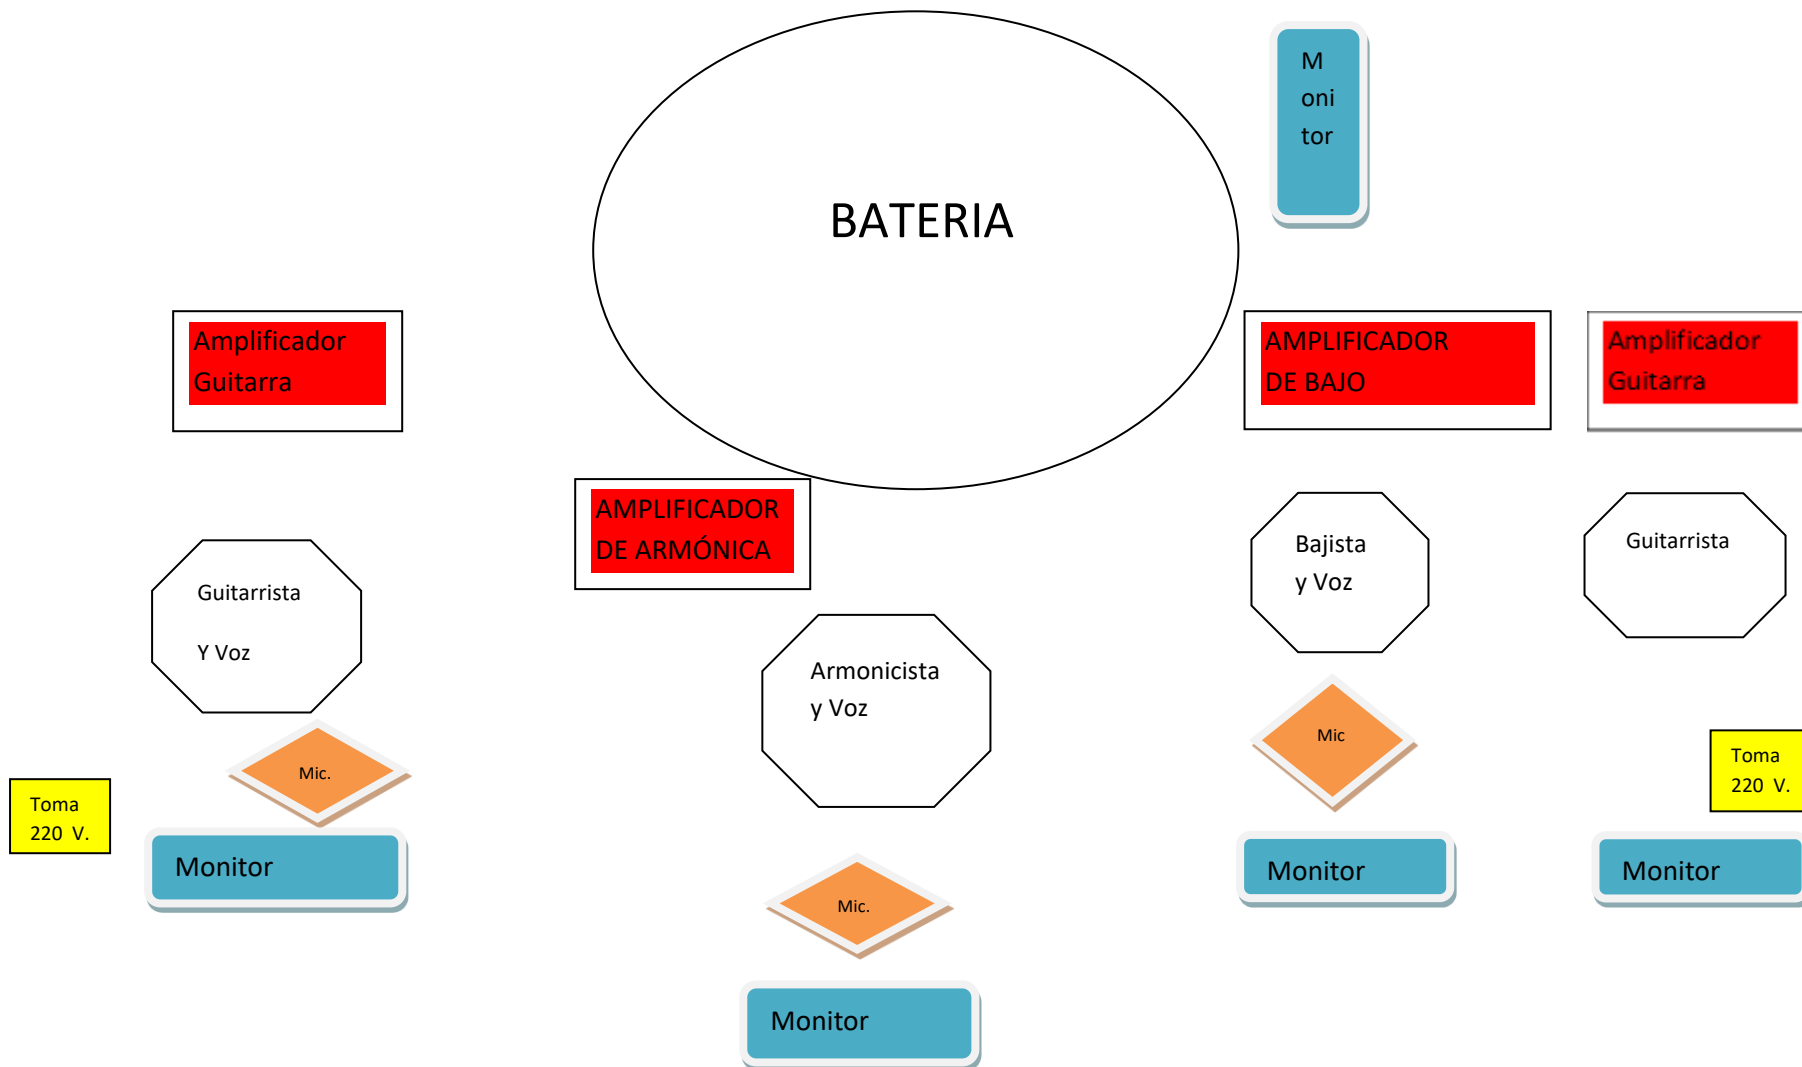 M
oni
tor
BATERIA
Amplificador
Guitarra
AMPLIFICADOR
DE BAJO
Amplificador
Guitarra
AMPLIFICADOR
DE ARMÓNICA
Bajista
y Voz
Guitarrista
Guitarrista
Y Voz
Armonicista
y Voz
Mic
Mic.
Toma
220 V.
Toma
220 V.
Monitor
Monitor
Monitor
Mic.
Monitor